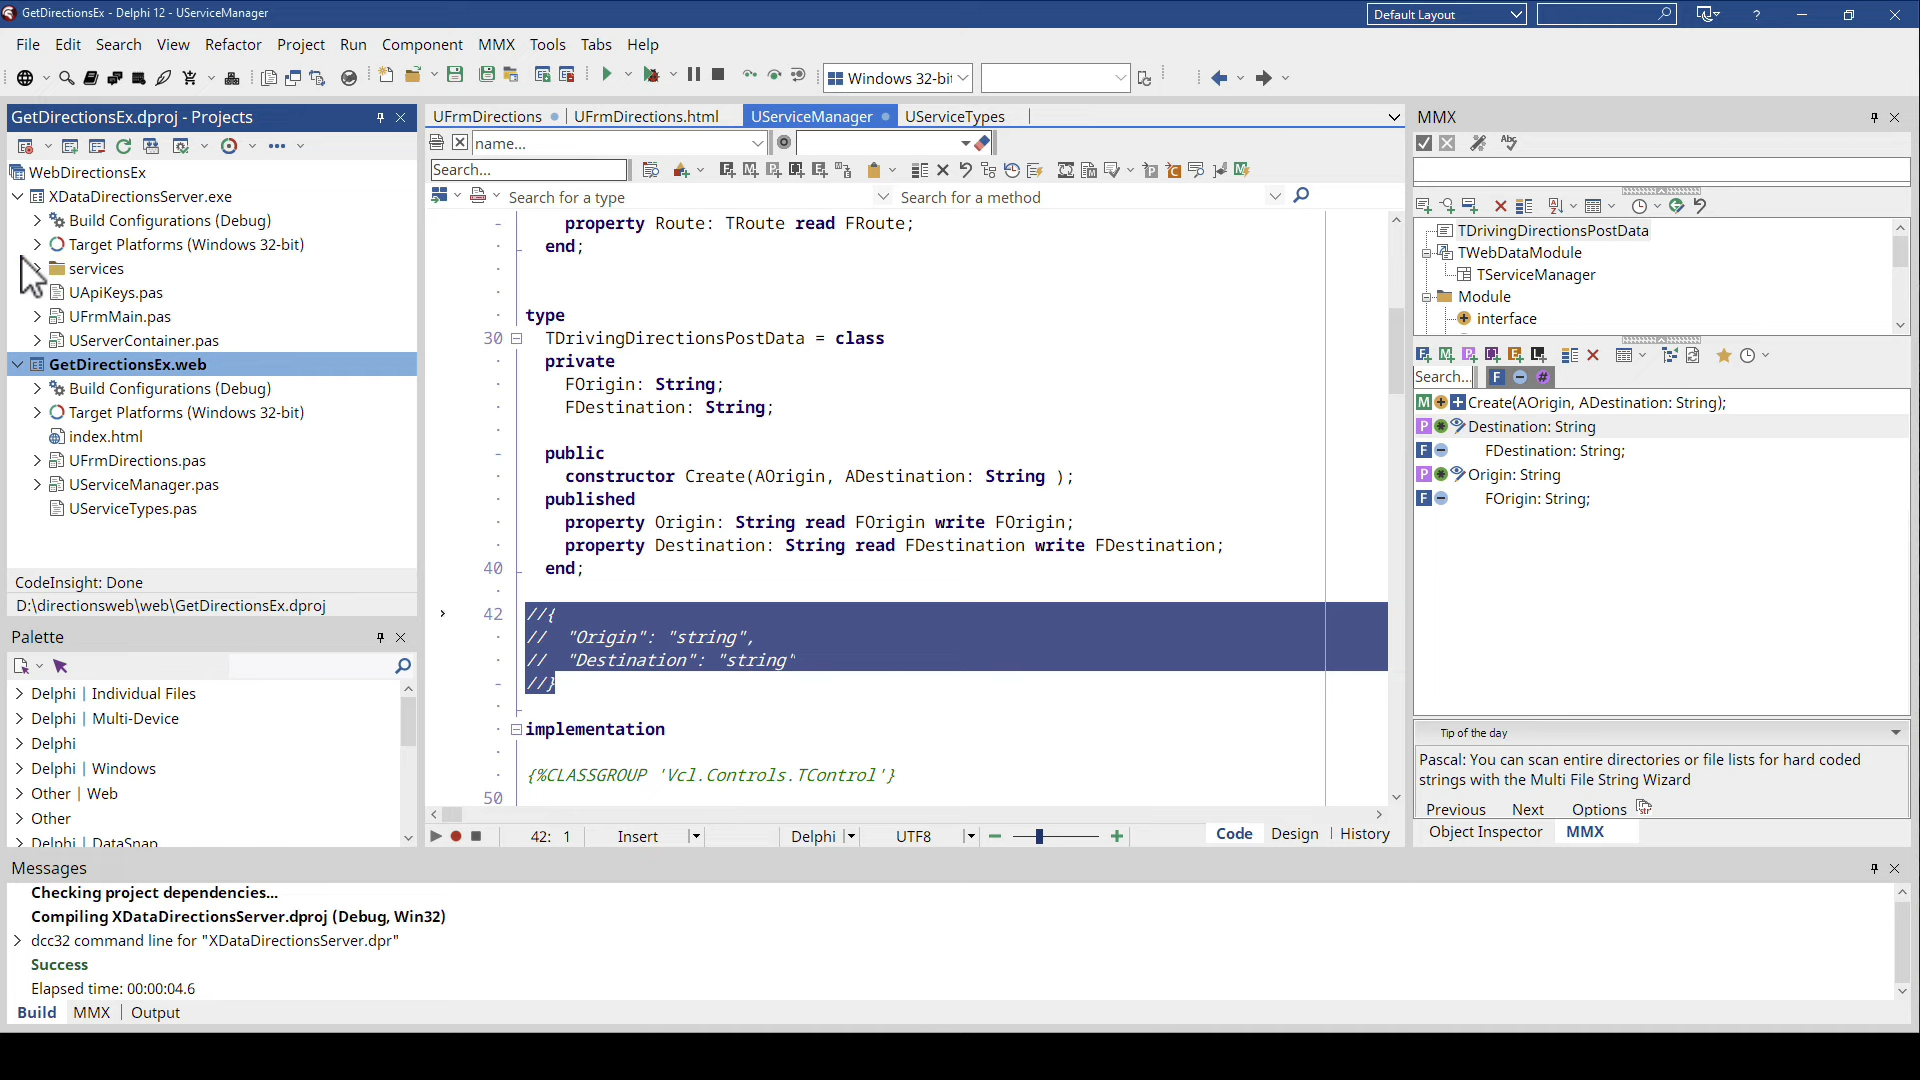 GetDirectionsEx - Delphi 12 - UServiceManager
Default Layout
File Edit Search View Refactor Project Run Component MMX Tools Tabs Help
Windows 32-bit
GetDirectionsEx.dproj - Projects
WebDirectionsEx
XDataDirectionsServer.exe
Build Configurations (Debug)
Target Platforms (Windows 32-bit)
services
UApiKeys.pas
UFrmMain.pas
UServerContainer.pas
GetDirectionsEx.web
Build Configurations (Debug)
Target Platforms (Windows 32-bit)
index.html
UFrmDirections.pas
UServiceManager.pas
UServiceTypes.pas
CodeInsight: Done
D:\directionsweb\web\GetDirectionsEx.dproj
Palette
Delphi | Individual Files
Delphi | Multi-Device
Delphi
Delphi | Windows
Other | Web
Other
Delphi | DataSnap
UFrmDirections UFrmDirections.html UServiceManager UServiceTypes
name...
Search...
Search for a type Search for a method
property Route: TRoute read FRoute;
end;
type
30 TDrivingDirectionsPostData = class
private
FOrigin: String;
FDestination: String;
public
constructor Create(AOrigin, ADestination: String );
published
property Origin: String read FOrigin write FOrigin;
property Destination: String read FDestination write FDestination;
40 end;
42 //{
// "Origin": "string",
// "Destination": "string"
//}
implementation
{%CLASSGROUP 'Vcl.Controls.TControl'}
50
42: 1 Insert Delphi UTF8 Code Design History
MMX
TDrivingDirectionsPostData
TWebDataModule
TServiceManager
Module
interface
Search...
Create(AOrigin, ADestination: String);
Destination: String
FDestination: String;
Origin: String
FOrigin: String;
Tip of the day
Pascal: You can scan entire directories or file lists for hard coded
strings with the Multi File String Wizard
Previous Next Options
Object Inspector MMX
Messages
Checking project dependencies...
Compiling XDataDirectionsServer.dproj (Debug, Win32)
dcc32 command line for "XDataDirectionsServer.dpr"
Success
Elapsed time: 00:00:04.6
Build MMX Output